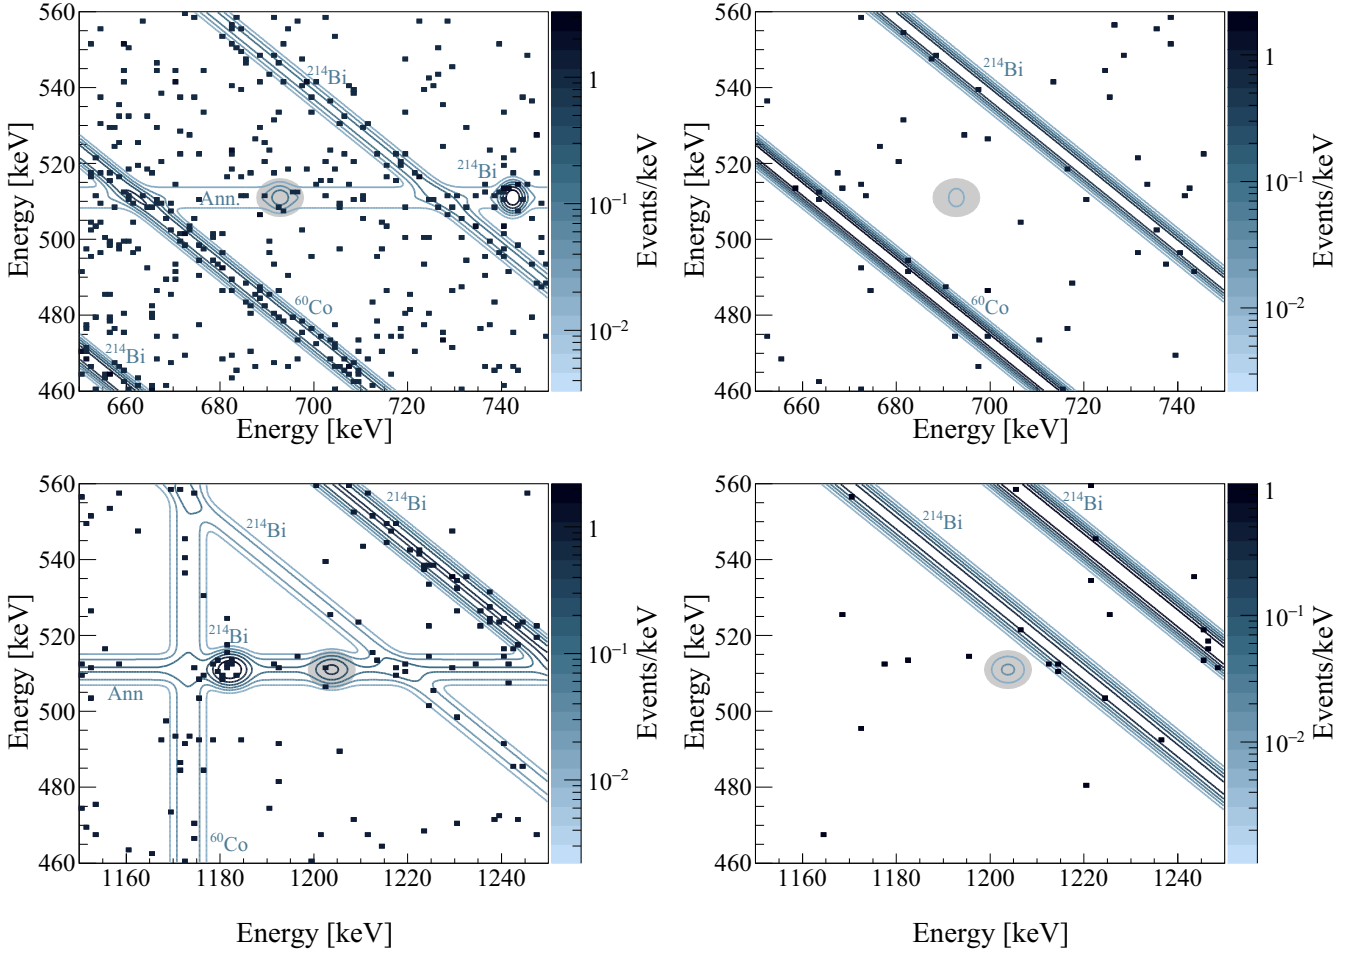 560
540
520
500
480
460
Energy [keV]
²¹⁴Bi
²¹⁴Bi
Ann.
⁶⁰Co
²¹⁴Bi
660 680 700 720 740
Energy [keV]
1
10⁻¹
10⁻²
Events/keV
560
540
520
500
480
460
Energy [keV]
²¹⁴Bi
⁶⁰Co
660 680 700 720 740
Energy [keV]
1
10⁻¹
10⁻²
Events/keV
560
540
520
500
480
460
Energy [keV]
²¹⁴Bi
²¹⁴Bi
²¹⁴Bi
Ann
⁶⁰Co
1160 1180 1200 1220 1240
Energy [keV]
1
10⁻¹
10⁻²
Events/keV
560
540
520
500
480
460
Energy [keV]
²¹⁴Bi
²¹⁴Bi
1160 1180 1200 1220 1240
Energy [keV]
1
10⁻¹
10⁻²
Events/keV